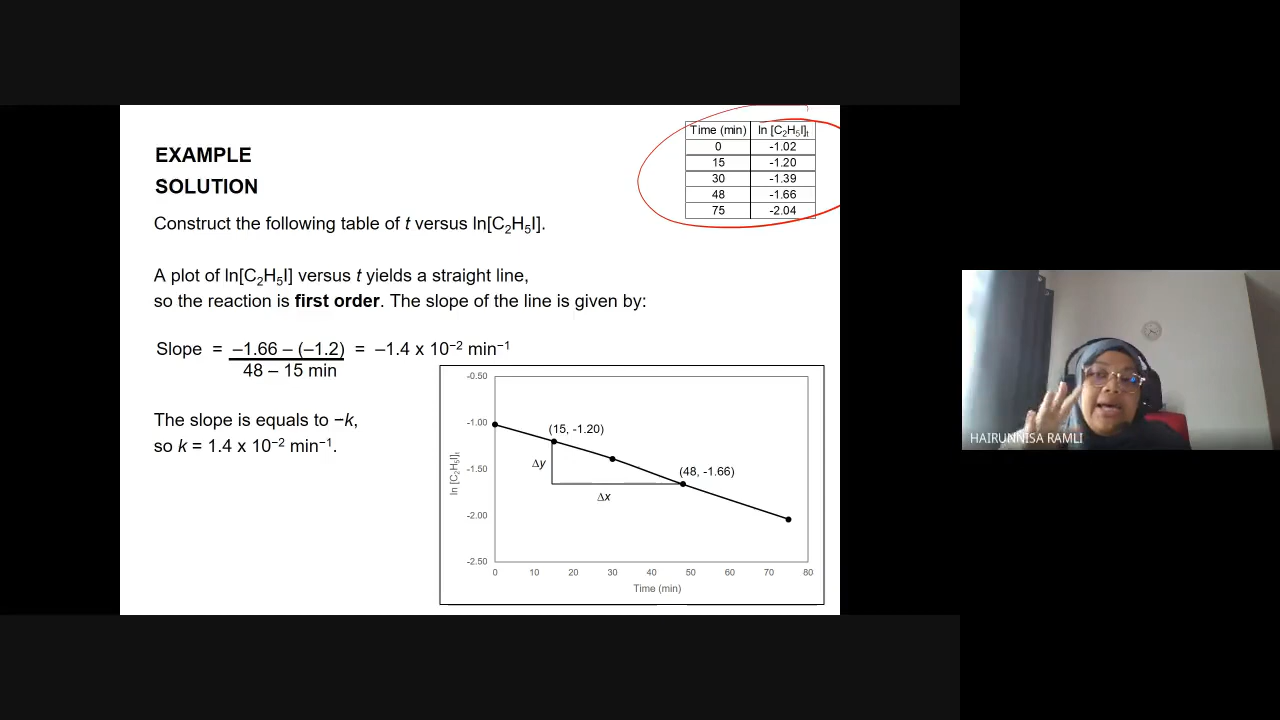 EXAMPLE
SOLUTION
Construct the following table of t versus ln[C₂H₅I].
Time (min) ln [C₂H₅I]t
0 -1.02
15 -1.20
30 -1.39
48 -1.66
75 -2.04
A plot of ln[C₂H₅I] versus t yields a straight line,
so the reaction is first order. The slope of the line is given by:
Slope = –1.66 – (–1.2) = –1.4 x 10⁻² min⁻¹
48 – 15 min
The slope is equals to −k,
so k = 1.4 x 10⁻² min⁻¹.
-0.50
-1.00
-1.50
-2.00
-2.50
ln [C₂H₅I]t
(15, -1.20)
(48, -1.66)
Δy
Δx
0 10 20 30 40 50 60 70 80
Time (min)
HAIRUNNISA RAMLI